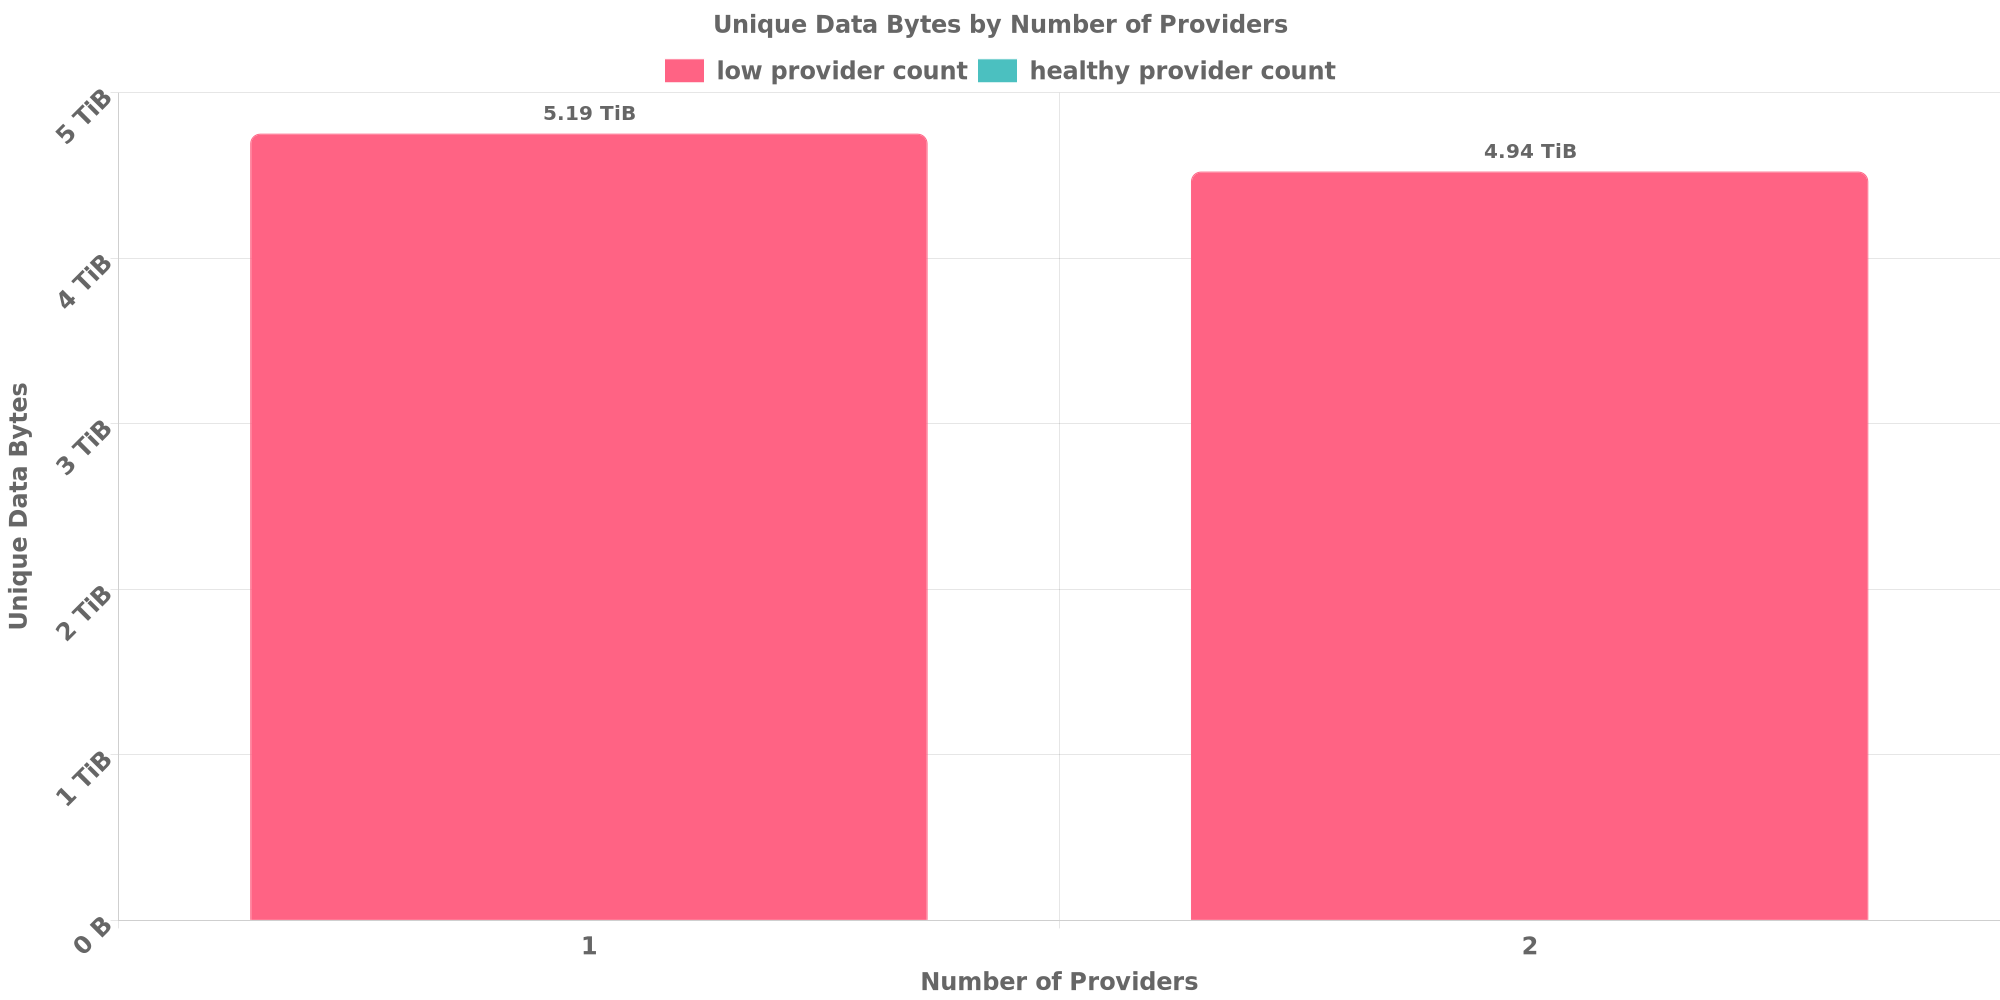 Unique Data Bytes by Number of Providers
low provider count healthy provider count
5 TiB
4 TiB
3 TiB
2 TiB
1 TiB
0 B
Unique Data Bytes
5.19 TiB
4.94 TiB
1 2
Number of Providers